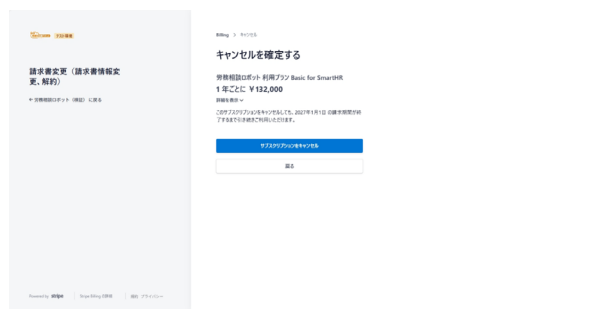 テスト環境
請求書変更（請求書情報変
更、解約）
← 労務相談ロボット（検証） に戻る
Powered by stripe
規約 プライバシー
Billing > キャンセル
キャンセルを確定する
労務相談ロボット 利用プラン Basic for SmartHR
1 年ごとに ￥132,000
詳細を表示
このサブスクリプションをキャンセルしても、2027年1月1日 の請求期間が終
了するまで引き続きご利用いただけます。
サブスクリプションをキャンセル
戻る